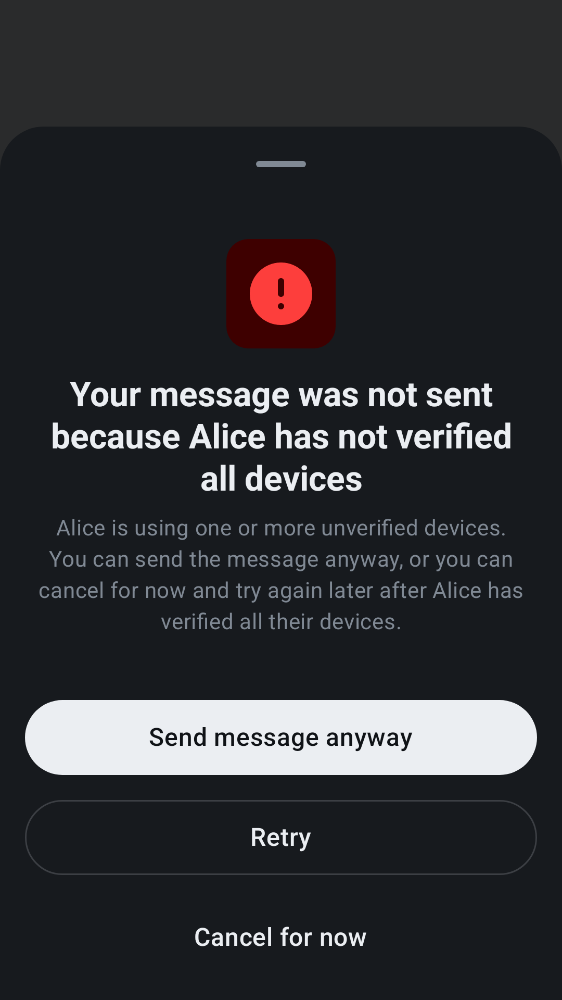 Your message was not sent
because Alice has not verified
all devices
Alice is using one or more unverified devices.
You can send the message anyway, or you can
cancel for now and try again later after Alice has
verified all their devices.
Send message anyway
Retry
Cancel for now